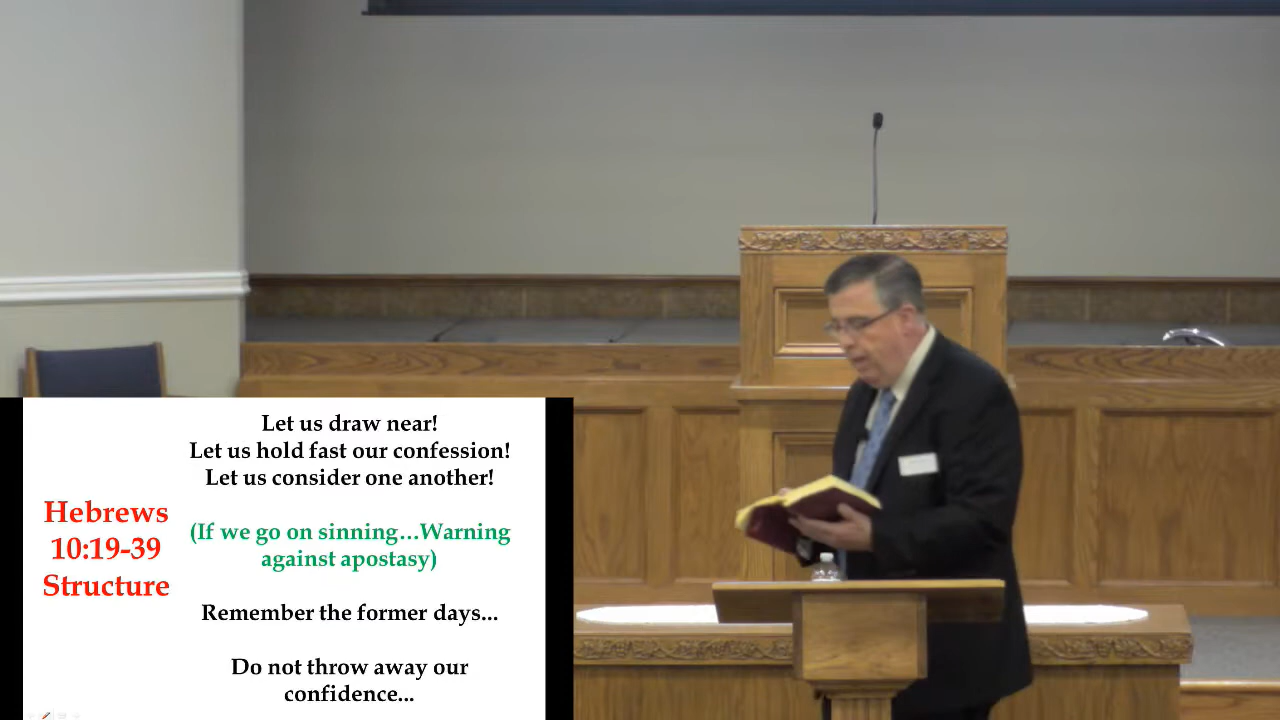 Let us draw near!
Let us hold fast our confession!
Let us consider one another!
Hebrews
10:19-39
Structure
(If we go on sinning...Warning
against apostasy)
Remember the former days...
Do not throw away our
confidence...